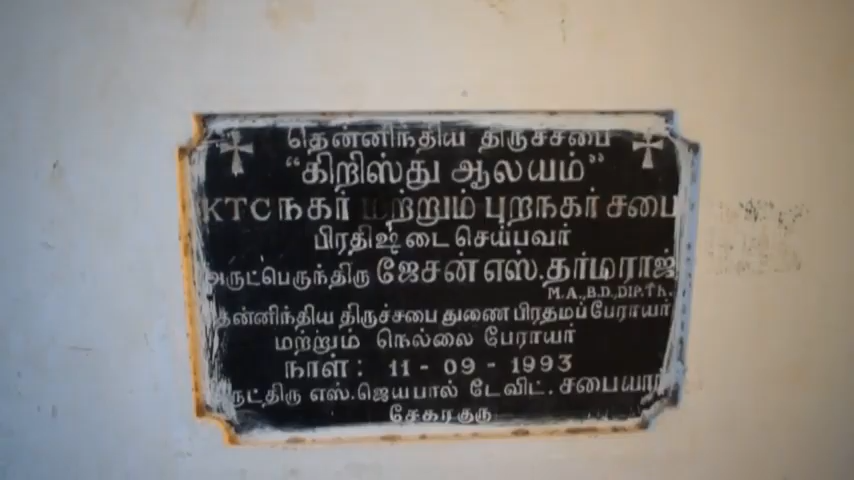 தென்னிந்திய திருச்சபை
"கிறிஸ்து ஆலயம்"
KTC நகர் மற்றும் புறநகர் சபை
பிரதிஷ்டை செய்பவர்
அருட்பெருந்திரு ஜேசன் எஸ்.தர்மராஜ்
M.A.,B.D.,DIP.Th.
தென்னிந்திய திருச்சபை துணை பிரதமப்பேராயர்
மற்றும் நெல்லை பேராயர்
நாள் : 11 - 09 - 1993
அருட்திரு எஸ்.ஜெயபால் டேவிட். சபையார்
சேகரகுரு